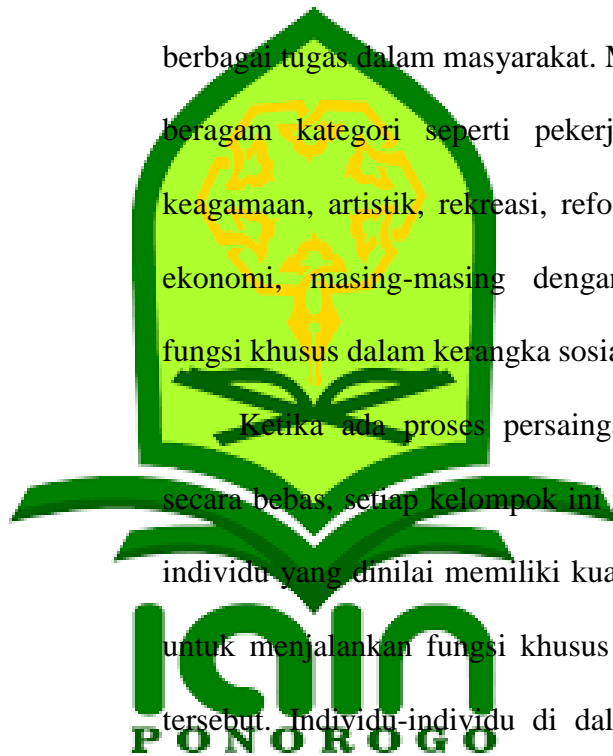 berbagai tugas dalam masyarakat. M
beragam kategori seperti pekerj
keagamaan, artistik, rekreasi, refo
ekonomi, masing-masing dengan
fungsi khusus dalam kerangka sosia
Ketika ada proses persainga
secara bebas, setiap kelompok ini
individu yang dinilai memiliki kua
untuk menjalankan fungsi khusus
tersebut. Individu-individu di dal
iain
PONOROGO